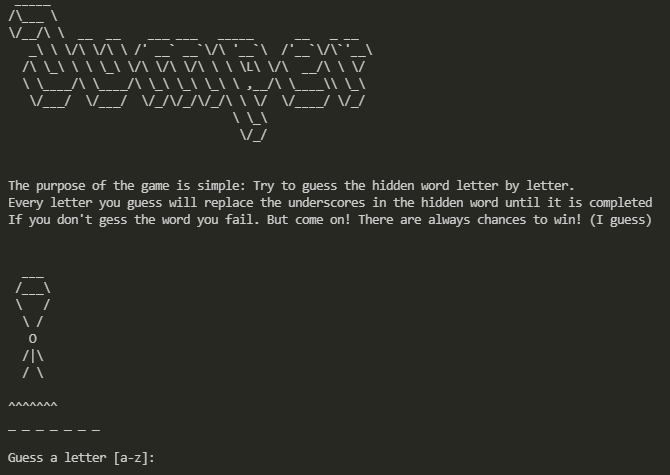 Jumper
The purpose of the game is simple: Try to guess the hidden word letter by letter.
Every letter you guess will replace the underscores in the hidden word until it is completed
If you don't gess the word you fail. But come on! There are always chances to win! (I guess)
_ _ _ _ _ _ _
Guess a letter [a-z]: